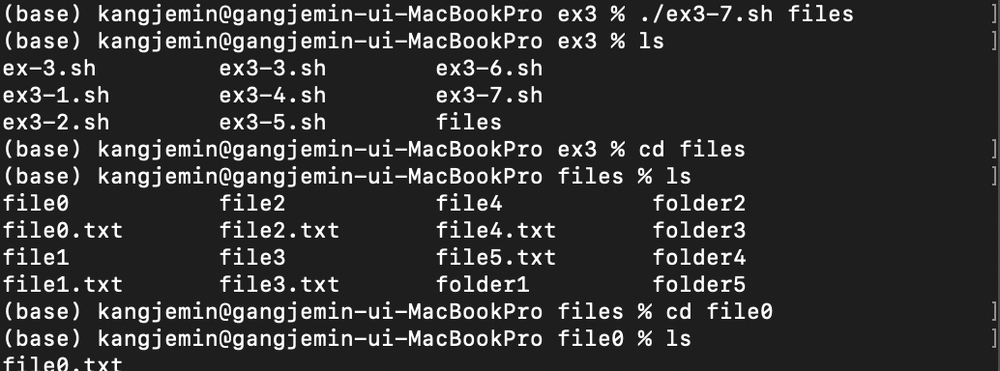 (base) kangjemin@gangjemin-ui-MacBookPro ex3 % ./ex3-7.sh files ]
(base) kangjemin@gangjemin-ui-MacBookPro ex3 % ls ]
ex-3.sh ex3-3.sh ex3-6.sh
ex3-1.sh ex3-4.sh ex3-7.sh
ex3-2.sh ex3-5.sh files
(base) kangjemin@gangjemin-ui-MacBookPro ex3 % cd files ]
(base) kangjemin@gangjemin-ui-MacBookPro files % ls ]
file0 file2 file4 folder2
file0.txt file2.txt file4.txt folder3
file1 file3 file5.txt folder4
file1.txt file3.txt folder1 folder5
(base) kangjemin@gangjemin-ui-MacBookPro files % cd file0 ]
(base) kangjemin@gangjemin-ui-MacBookPro file0 % ls ]
file0.txt